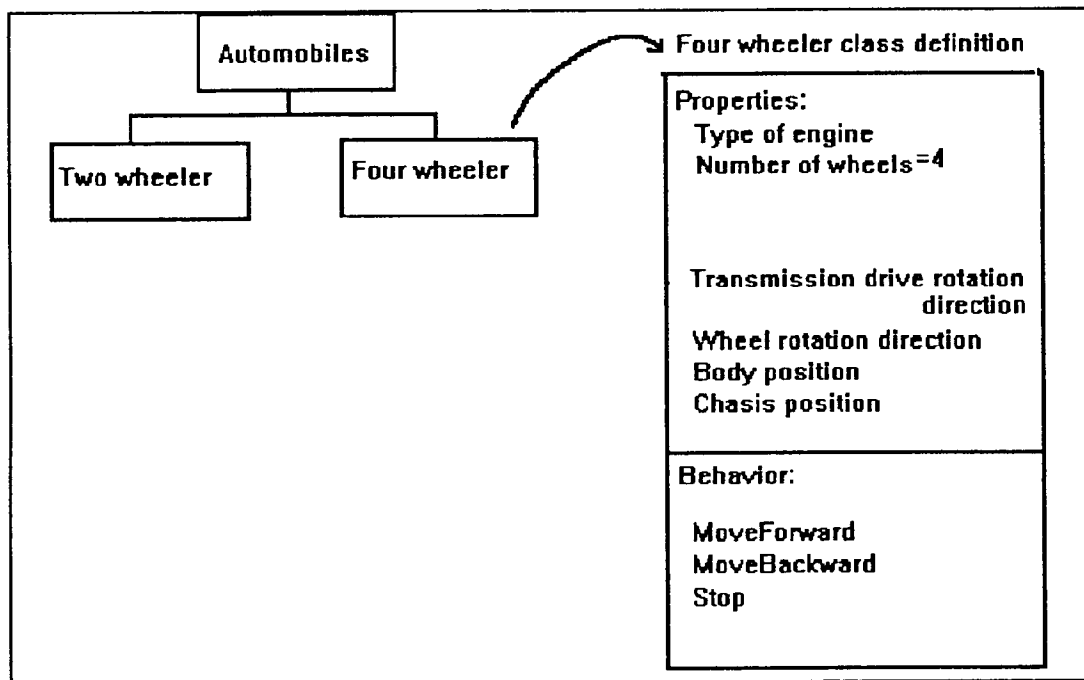 Automobiles
Two wheeler
Four wheeler
Four wheeler class definition
Properties:
Type of engine
Number of wheels=4
Transmission drive rotation
direction
Wheel rotation direction
Body position
Chasis position
Behavior:
MoveForward
MoveBackward
Stop